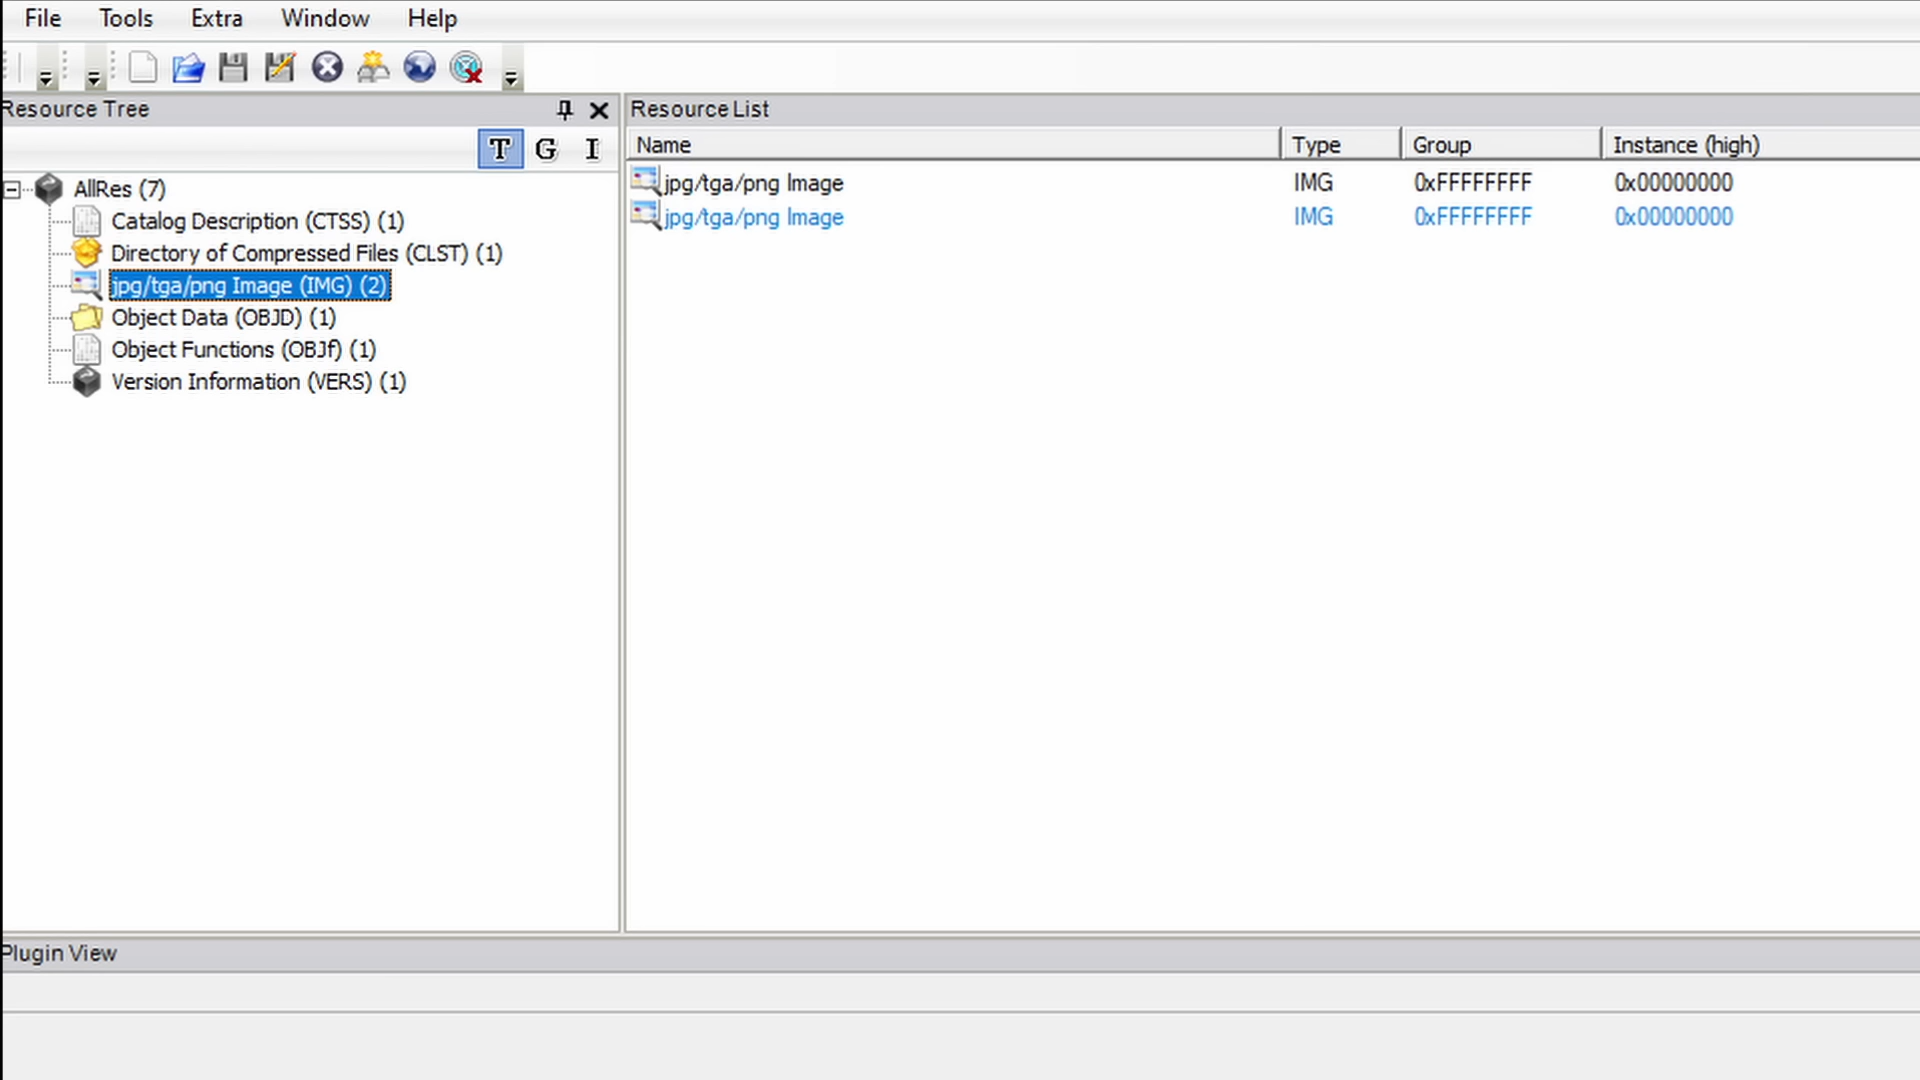 File Tools Extra Window Help
Resource Tree
T G I
AllRes (7)
Catalog Description (CTSS) (1)
Directory of Compressed Files (CLST) (1)
jpg/tga/png Image (IMG) (2)
Object Data (OBJD) (1)
Object Functions (OBJf) (1)
Version Information (VERS) (1)
Resource List
Name Type Group Instance (high)
jpg/tga/png Image IMG 0xFFFFFFFF 0x00000000
jpg/tga/png Image IMG 0xFFFFFFFF 0x00000000
Plugin View